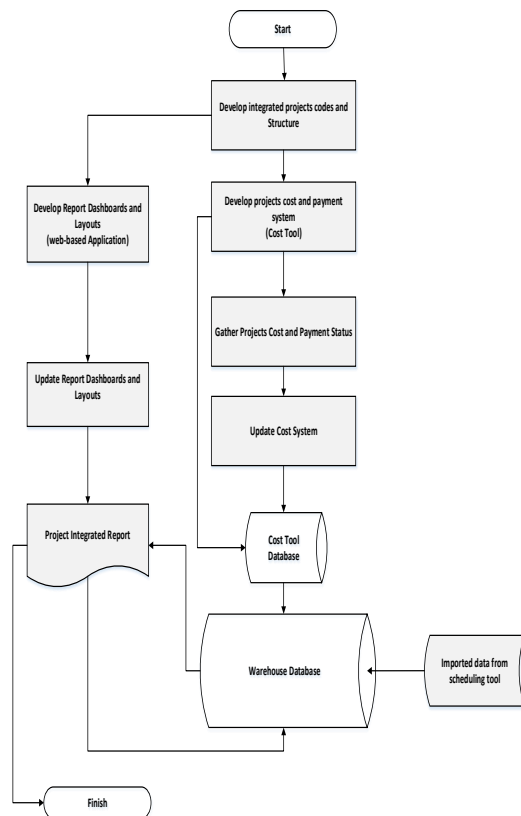 Start
Develop integrated projects codes and
Structure
Develop Report Dashboards and
Layouts
(web-based Application)
Develop projects cost and payment
system
(Cost Tool)
Gather Projects Cost and Payment Status
Update Report Dashboards and
Layouts
Update Cost System
Project Integrated Report
Cost Tool
Database
Warehouse Database
Imported data from
scheduling tool
Finish